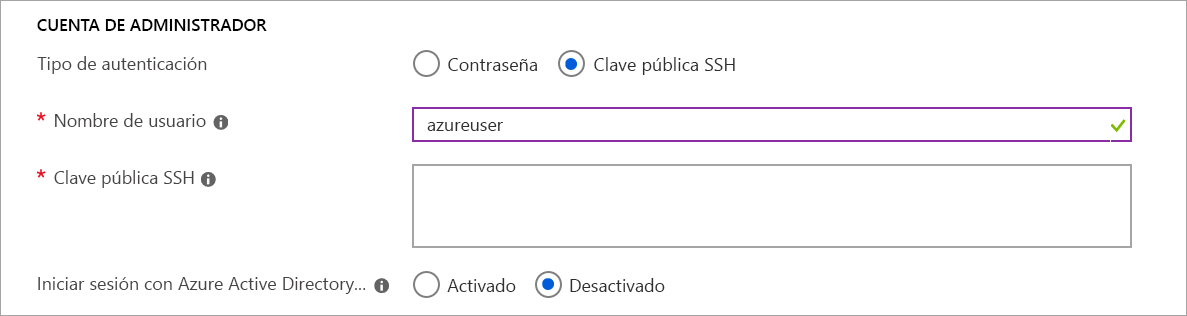 CUENTA DE ADMINISTRADOR
Tipo de autenticación Contraseña Clave pública SSH
* Nombre de usuario azureuser
* Clave pública SSH
Iniciar sesión con Azure Active Directory... Activado Desactivado